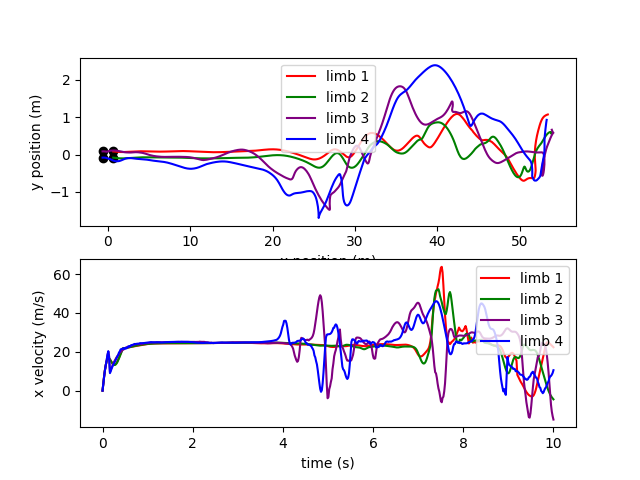 2
1
0
−1
y position (m)
limb 1
limb 2
limb 3
limb 4
0
10
20
30
40
50
x position (m)
60
40
20
0
x velocity (m/s)
limb 1
limb 2
limb 3
limb 4
0
2
4
6
8
10
time (s)